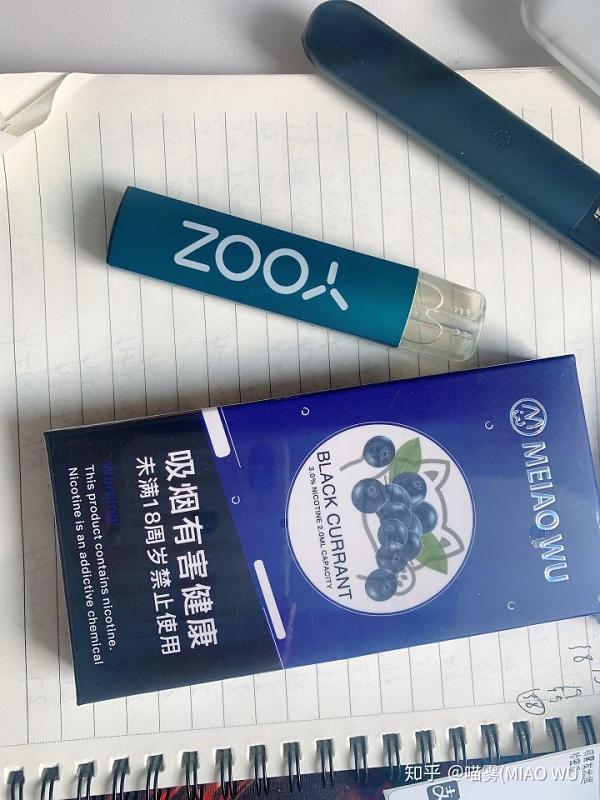 ZOOY
MEIAO WU
BLACK CURRANT
3.0% NICOTINE 2.0ML CAPACITY
吸烟有害健康
未满18周岁禁止使用
Warning:
This product contains nicotine.
Nicotine is an addictive chemical
支
知乎 @喵雾(MIAO WU)